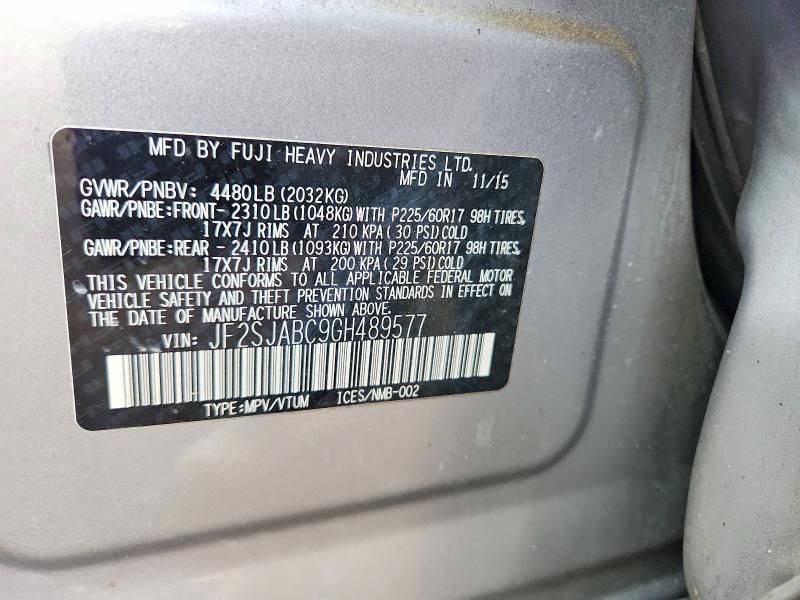 MFD BY FUJI HEAVY INDUSTRIES LTD.
MFD IN 11/15
GVWR/PNBV: 4480LB (2032KG)
GAWR/PNBE:FRONT- 2310LB (1048KG) WITH P225/60R17 98H TIRES,
17X7J RIMS AT 210 KPA ( 30 PSI) COLD
GAWR/PNBE:REAR - 2410LB (1093KG) WITH P225/60R17 98H TIRES,
17X7J RIMS AT 200 KPA ( 29 PSI) COLD
THIS VEHICLE CONFORMS TO ALL APPLICABLE FEDERAL MOTOR
VEHICLE SAFETY AND THEFT PREVENTION STANDARDS IN EFFECT ON
THE DATE OF MANUFACTURE SHOWN ABOVE.
VIN: JF2SJABC9GH489577
TYPE:MPV/VTUM ICES/NMB-002